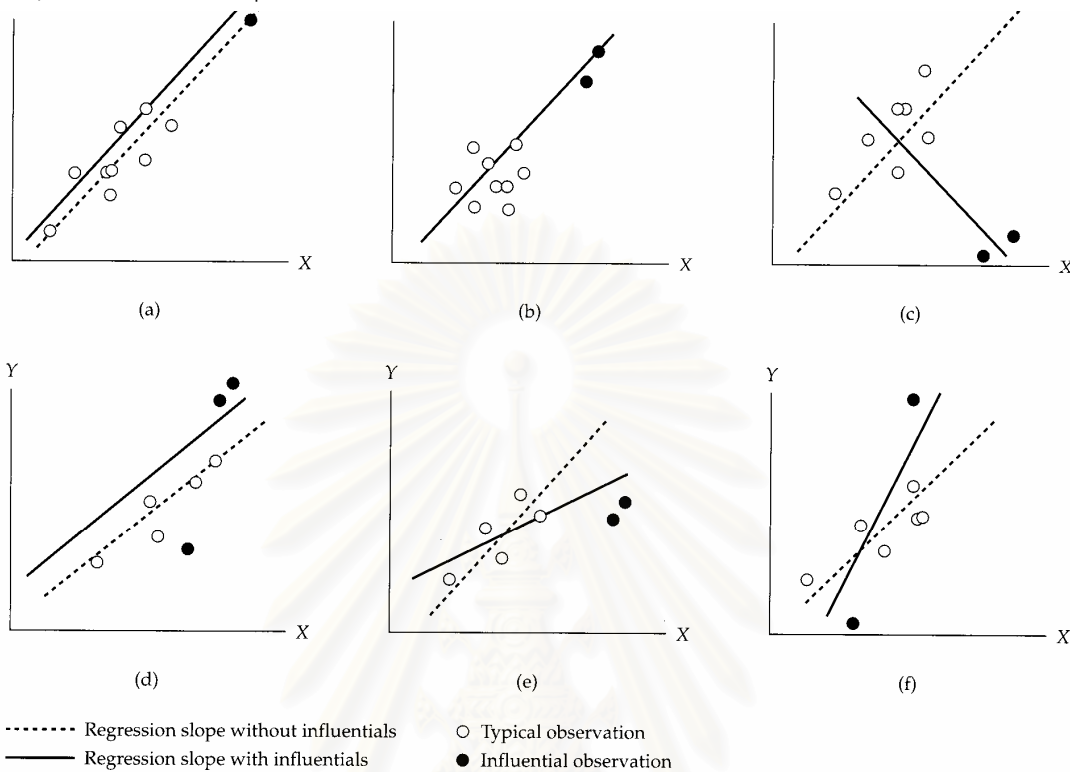 X X X
(a) (b) (c)
Y Y Y
X X X
(d) (e) (f)
Regression slope without influentials Typical observation
Regression slope with influentials Influential observation